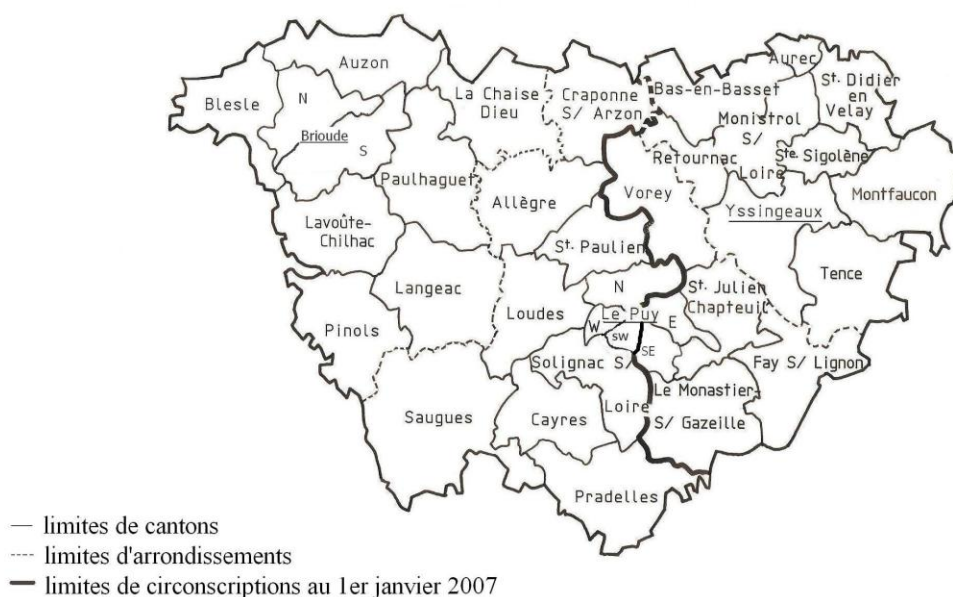 Auzon
Aurec
Blesle
N
La Chaise
Dieu
Craponne
S/ Arzon
Bas-en-Basset
St. Didier
en
Velay
Monistrol
S/
Loire
Brioude
S
Retournac
Ste. Sigolène
Paulhaguet
Allègre
Vorey
Yssingeaux
Montfaucon
Lavoûte-
Chilhac
St. Paulien
Langeac
N
St. Julien
Chapteuil
Tence
Pinols
Loudes
Le Puy
W
SW
E
SE
Solignac S/
Loire
Fay S/ Lignon
Le Monastier-
S/ Gazeille
Saugues
Cayres
Pradelles
limites de cantons
limites d'arrondissements
limites de circonscriptions au 1er janvier 2007